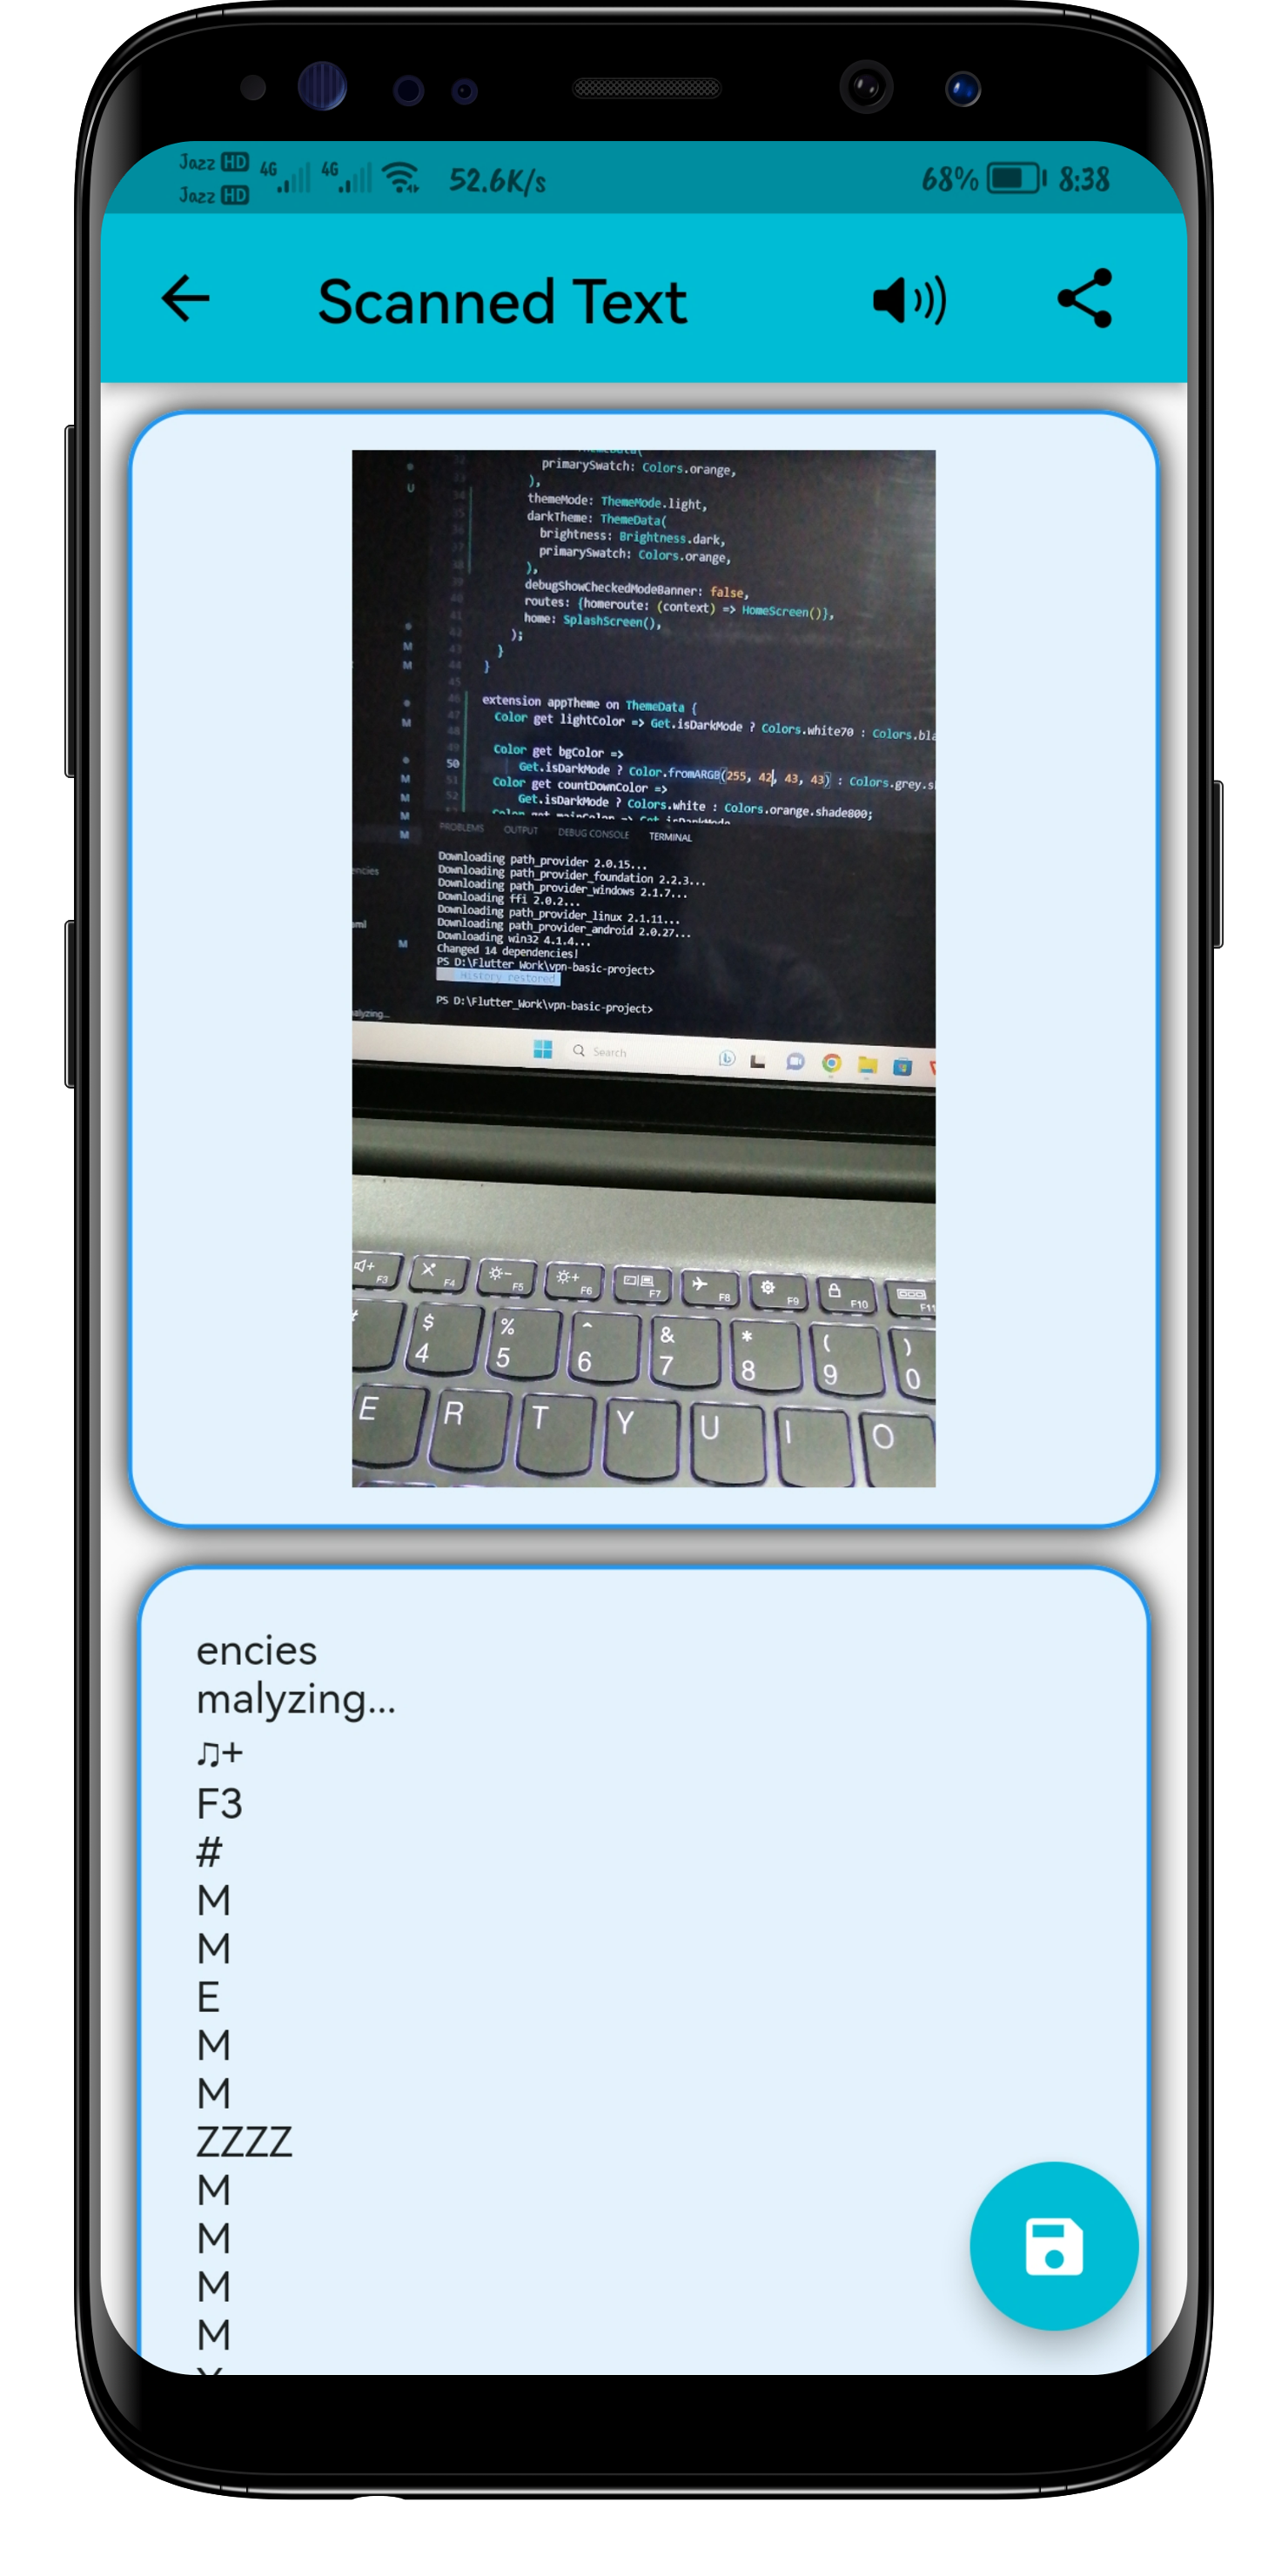 Jazz HD
Jazz HD
4G 4G 52.6K/s 68% 8:38
Scanned Text
primarySwatch: Colors.orange,
),
themeMode: ThemeMode.light,
darkTheme: ThemeData(
brightness: Brightness.dark,
primarySwatch: Colors.orange,
),
debugShowCheckedModeBanner: false,
routes: {homeroute: (context) => HomeScreen()},
home: SplashScreen(),
);
}
}
extension appTheme on ThemeData {
Color get lightColor => Get.isDarkMode ? Colors.white70 : Colors.bla
Color get bgColor =>
50 Get.isDarkMode ? Color.fromARGB(255, 42, 43, 43) : Colors.grey.s
Color get countDownColor =>
Get.isDarkMode ? Colors.white : Colors.orange.shade800;
PROBLEMS OUTPUT DEBUG CONSOLE TERMINAL
Downloading path_provider 2.0.15...
Downloading path_provider_foundation 2.2.3...
Downloading path_provider_windows 2.1.7...
Downloading ffi 2.0.2...
Downloading path_provider_linux 2.1.11...
Downloading path_provider_android 2.0.27...
Downloading win32 4.1.4...
Changed 14 dependencies!
PS D:\Flutter_Work\vpn-basic-project>
History restored
PS D:\Flutter_Work\vpn-basic-project>
Search
F3 F4 F5 F6 F7 F8 F9 F10 F11
$ % ^ & * ( )
4 5 6 7 8 9 0
E R T Y U I O
encies
malyzing...
♫+
F3
#
M
M
E
M
M
ZZZZ
M
M
M
M